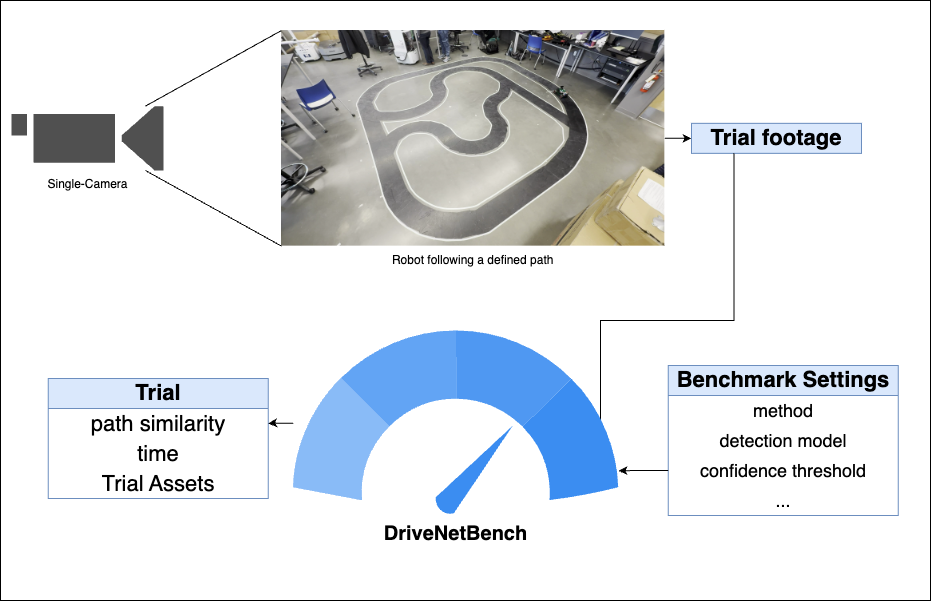 Single-Camera
Robot following a defined path
Trial footage
Trial
path similarity
time
Trial Assets
Benchmark Settings
method
detection model
confidence threshold
...
DriveNetBench